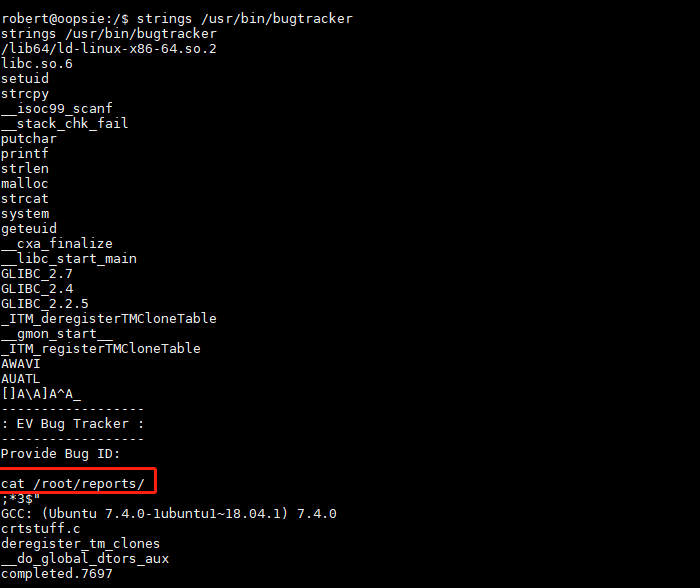 robert@oopsie:/$ strings /usr/bin/bugtracker
strings /usr/bin/bugtracker
/lib64/ld-linux-x86-64.so.2
libc.so.6
setuid
strcpy
__isoc99_scanf
__stack_chk_fail
putchar
printf
strlen
malloc
strcat
system
geteuid
__cxa_finalize
__libc_start_main
GLIBC_2.7
GLIBC_2.4
GLIBC_2.2.5
_ITM_deregisterTMCloneTable
__gmon_start__
_ITM_registerTMCloneTable
AWAVI
AUATL
[]A\A]A^A_
------------------
: EV Bug Tracker :
------------------
Provide Bug ID:
cat /root/reports/
;*3$"
GCC: (Ubuntu 7.4.0-1ubuntu1~18.04.1) 7.4.0
crtstuff.c
deregister_tm_clones
__do_global_dtors_aux
completed.7697